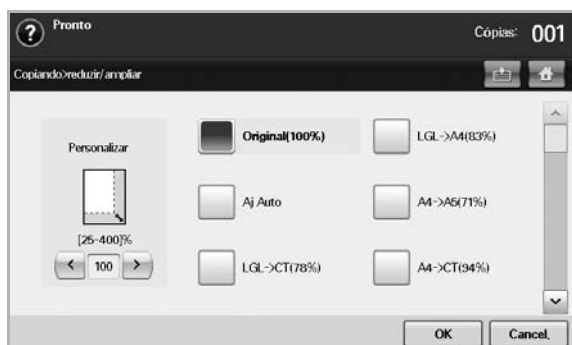 ? Pronto
Cópias: 001
Copiando>reduzir/ampliar
Personalizar
[25-400]%
< 100 >
Original(100%)
LGL->A4(83%)
Aj Auto
A4->A5(71%)
LGL->CT(78%)
A4->CT(94%)
OK
Cancel.